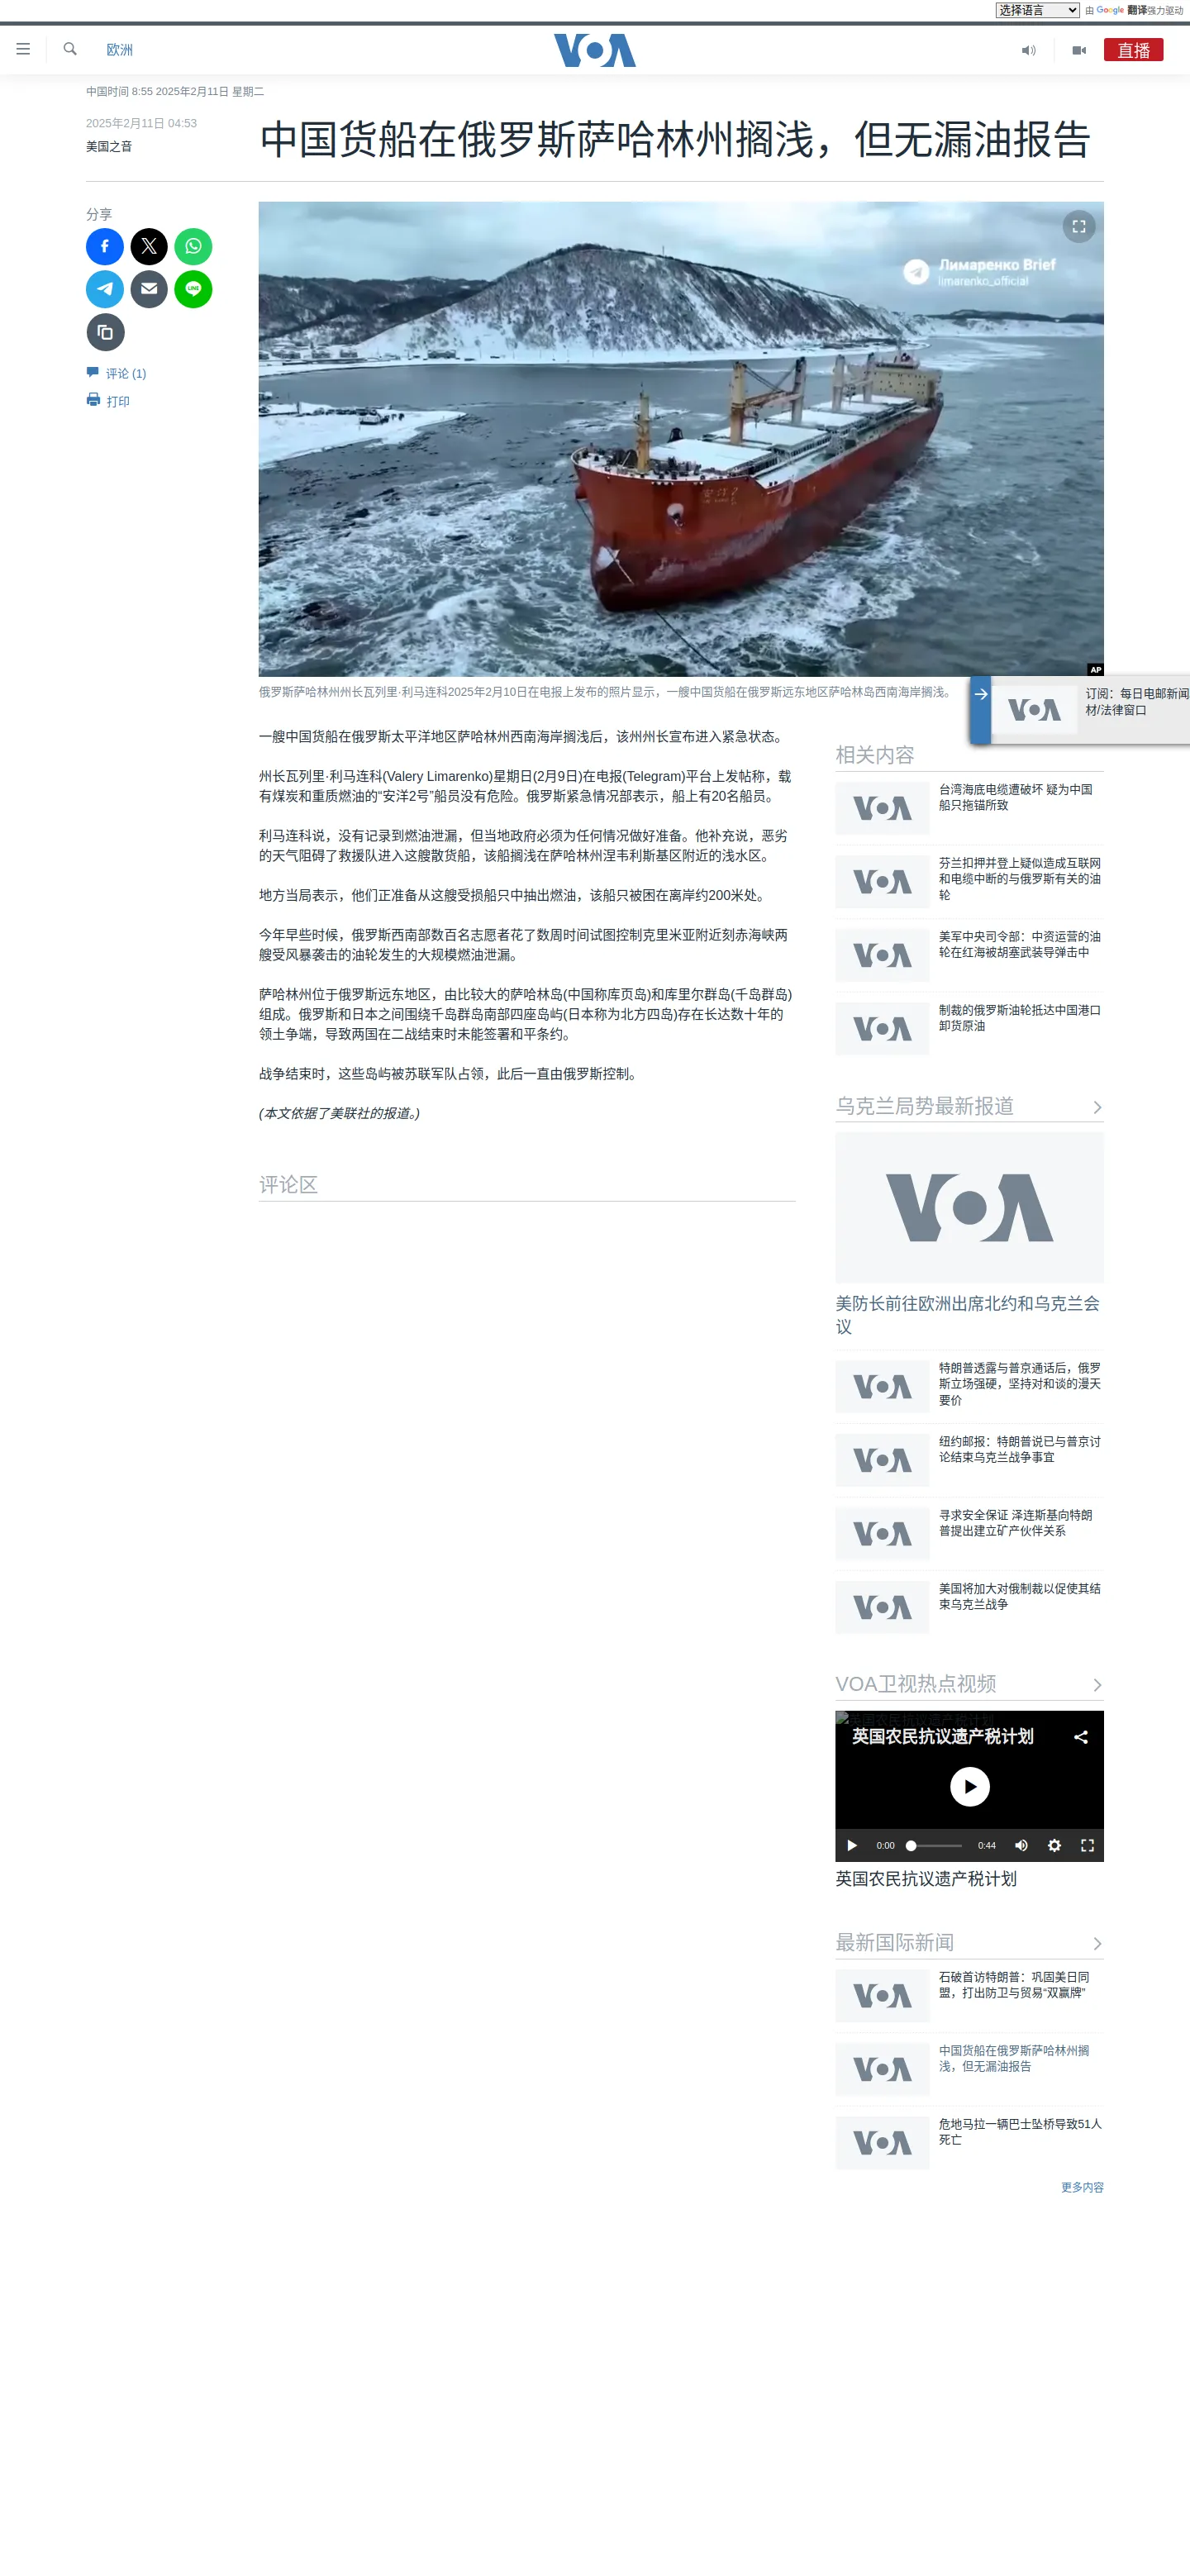 选择语言
由 Google 翻译强力驱动
欧洲
VOA
直播
中国时间 8:55 2025年2月11日 星期二
2025年2月11日 04:53
美国之音
中国货船在俄罗斯萨哈林州搁浅，但无漏油报告
分享
LINE
评论 (1)
打印
Лимаренко Brief
limarenko_official
AP
俄罗斯萨哈林州州长瓦列里·利马连科2025年2月10日在电报上发布的照片显示，一艘中国货船在俄罗斯远东地区萨哈林岛西南海岸搁浅。
VOA
订阅：每日电邮新闻
材/法律窗口
一艘中国货船在俄罗斯太平洋地区萨哈林州西南海岸搁浅后，该州州长宣布进入紧急状态。
州长瓦列里·利马连科(Valery Limarenko)星期日(2月9日)在电报(Telegram)平台上发帖称，载
有煤炭和重质燃油的“安洋2号”船员没有危险。俄罗斯紧急情况部表示，船上有20名船员。
利马连科说，没有记录到燃油泄漏，但当地政府必须为任何情况做好准备。他补充说，恶劣
的天气阻碍了救援队进入这艘散货船，该船搁浅在萨哈林州涅韦利斯基区附近的浅水区。
地方当局表示，他们正准备从这艘受损船只中抽出燃油，该船只被困在离岸约200米处。
今年早些时候，俄罗斯西南部数百名志愿者花了数周时间试图控制克里米亚附近刻赤海峡两
艘受风暴袭击的油轮发生的大规模燃油泄漏。
萨哈林州位于俄罗斯远东地区，由比较大的萨哈林岛(中国称库页岛)和库里尔群岛(千岛群岛)
组成。俄罗斯和日本之间围绕千岛群岛南部四座岛屿(日本称为北方四岛)存在长达数十年的
领土争端，导致两国在二战结束时未能签署和平条约。
战争结束时，这些岛屿被苏联军队占领，此后一直由俄罗斯控制。
(本文依据了美联社的报道。)
评论区
相关内容
VOA
台湾海底电缆遭破坏 疑为中国
船只拖锚所致
VOA
芬兰扣押并登上疑似造成互联网
和电缆中断的与俄罗斯有关的油
轮
VOA
美军中央司令部：中资运营的油
轮在红海被胡塞武装导弹击中
VOA
制裁的俄罗斯油轮抵达中国港口
卸货原油
乌克兰局势最新报道
VOA
美防长前往欧洲出席北约和乌克兰会
议
VOA
特朗普透露与普京通话后，俄罗
斯立场强硬，坚持对和谈的漫天
要价
VOA
纽约邮报：特朗普说已与普京讨
论结束乌克兰战争事宜
VOA
寻求安全保证 泽连斯基向特朗
普提出建立矿产伙伴关系
VOA
美国将加大对俄制裁以促使其结
束乌克兰战争
VOA卫视热点视频
英国农民抗议遗产税计划
英国农民抗议遗产税计划
0:00
0:44
英国农民抗议遗产税计划
最新国际新闻
VOA
石破首访特朗普：巩固美日同
盟，打出防卫与贸易“双赢牌”
VOA
中国货船在俄罗斯萨哈林州搁
浅，但无漏油报告
VOA
危地马拉一辆巴士坠桥导致51人
死亡
更多内容